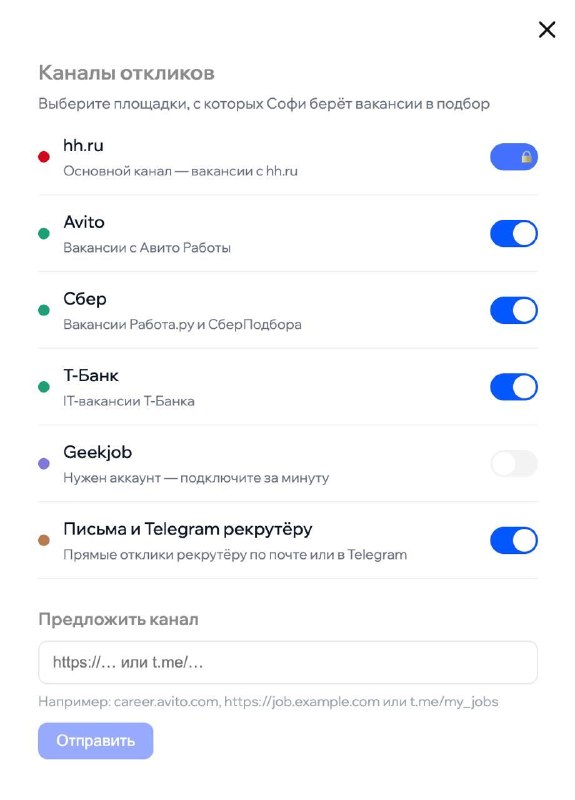 Каналы откликов
Выберите площадки, с которых Софи берёт вакансии в подбор
hh.ru
Основной канал — вакансии с hh.ru
Avito
Вакансии с Авито Работы
Сбер
Вакансии Работа.ру и СберПодбора
Т-Банк
IT-вакансии Т-Банка
Geekjob
Нужен аккаунт — подключите за минуту
Письма и Telegram рекрутёру
Прямые отклики рекрутёру по почте или в Telegram
Предложить канал
https://... или t.me/...
Например: career.avito.com, https://job.example.com или t.me/my_jobs
Отправить